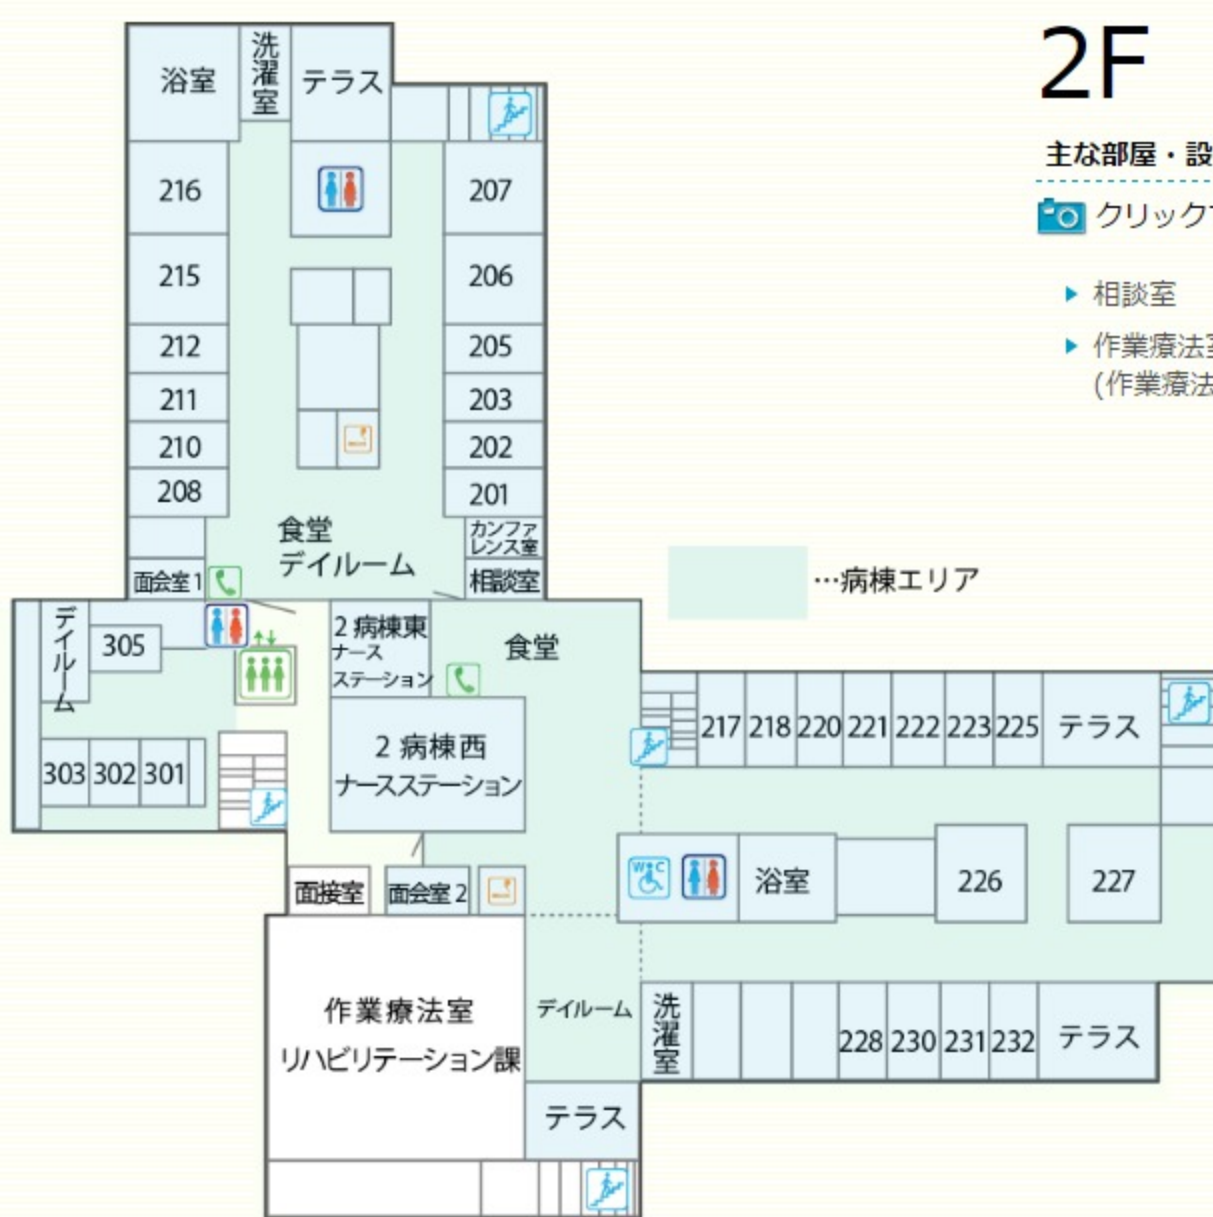 2F
主な部屋・設
クリックで
相談室
作業療法室
(作業療法
浴室
洗濯室
テラス
216
207
215
206
212
205
211
203
210
202
208
201
食堂
デイルーム
カンファ
レンス室
面会室1
相談室
…病棟エリア
デイルーム
305
2 病棟東
ナース
ステーション
食堂
303
302
301
2 病棟西
ナースステーション
217
218
220
221
222
223
225
テラス
面接室
面会室2
W・C
浴室
226
227
作業療法室
リハビリテーション課
デイルーム
洗濯室
228
230
231
232
テラス
テラス